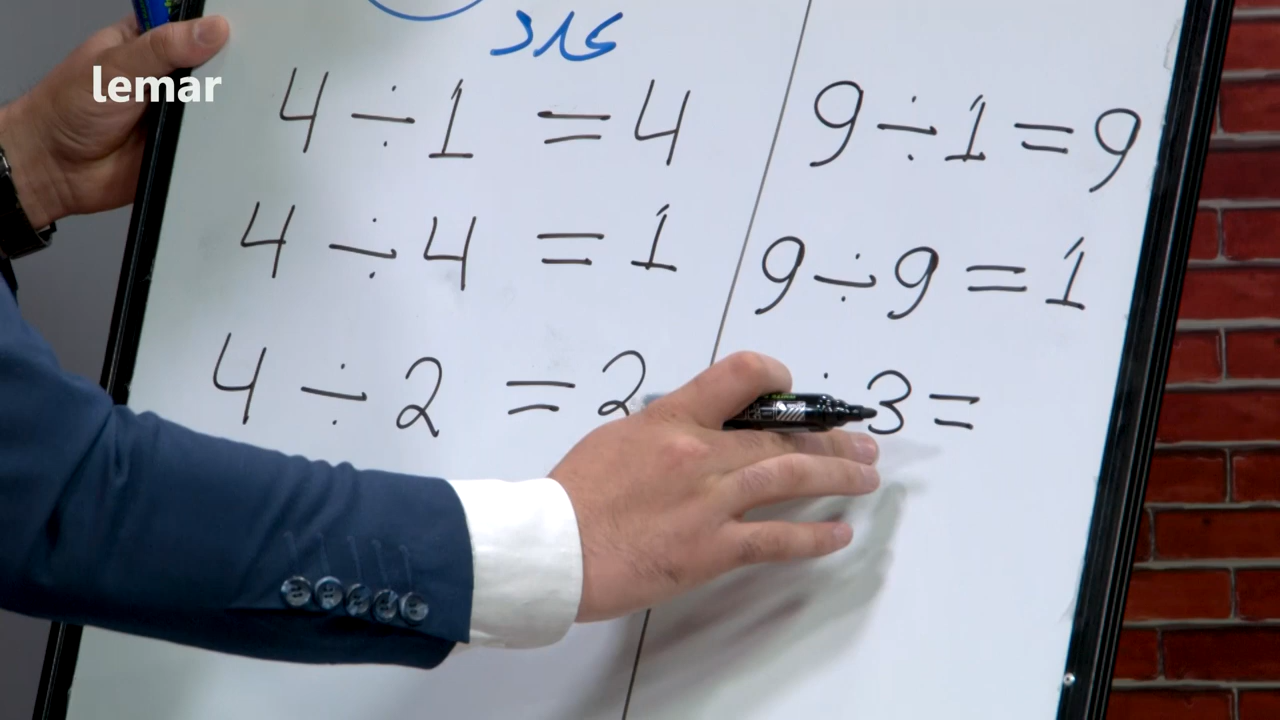 lemar
عدد
4 ÷ 1 = 4
4 ÷ 4 = 1
4 ÷ 2 = 2
9 ÷ 1 = 9
9 ÷ 9 = 1
÷ 3 =